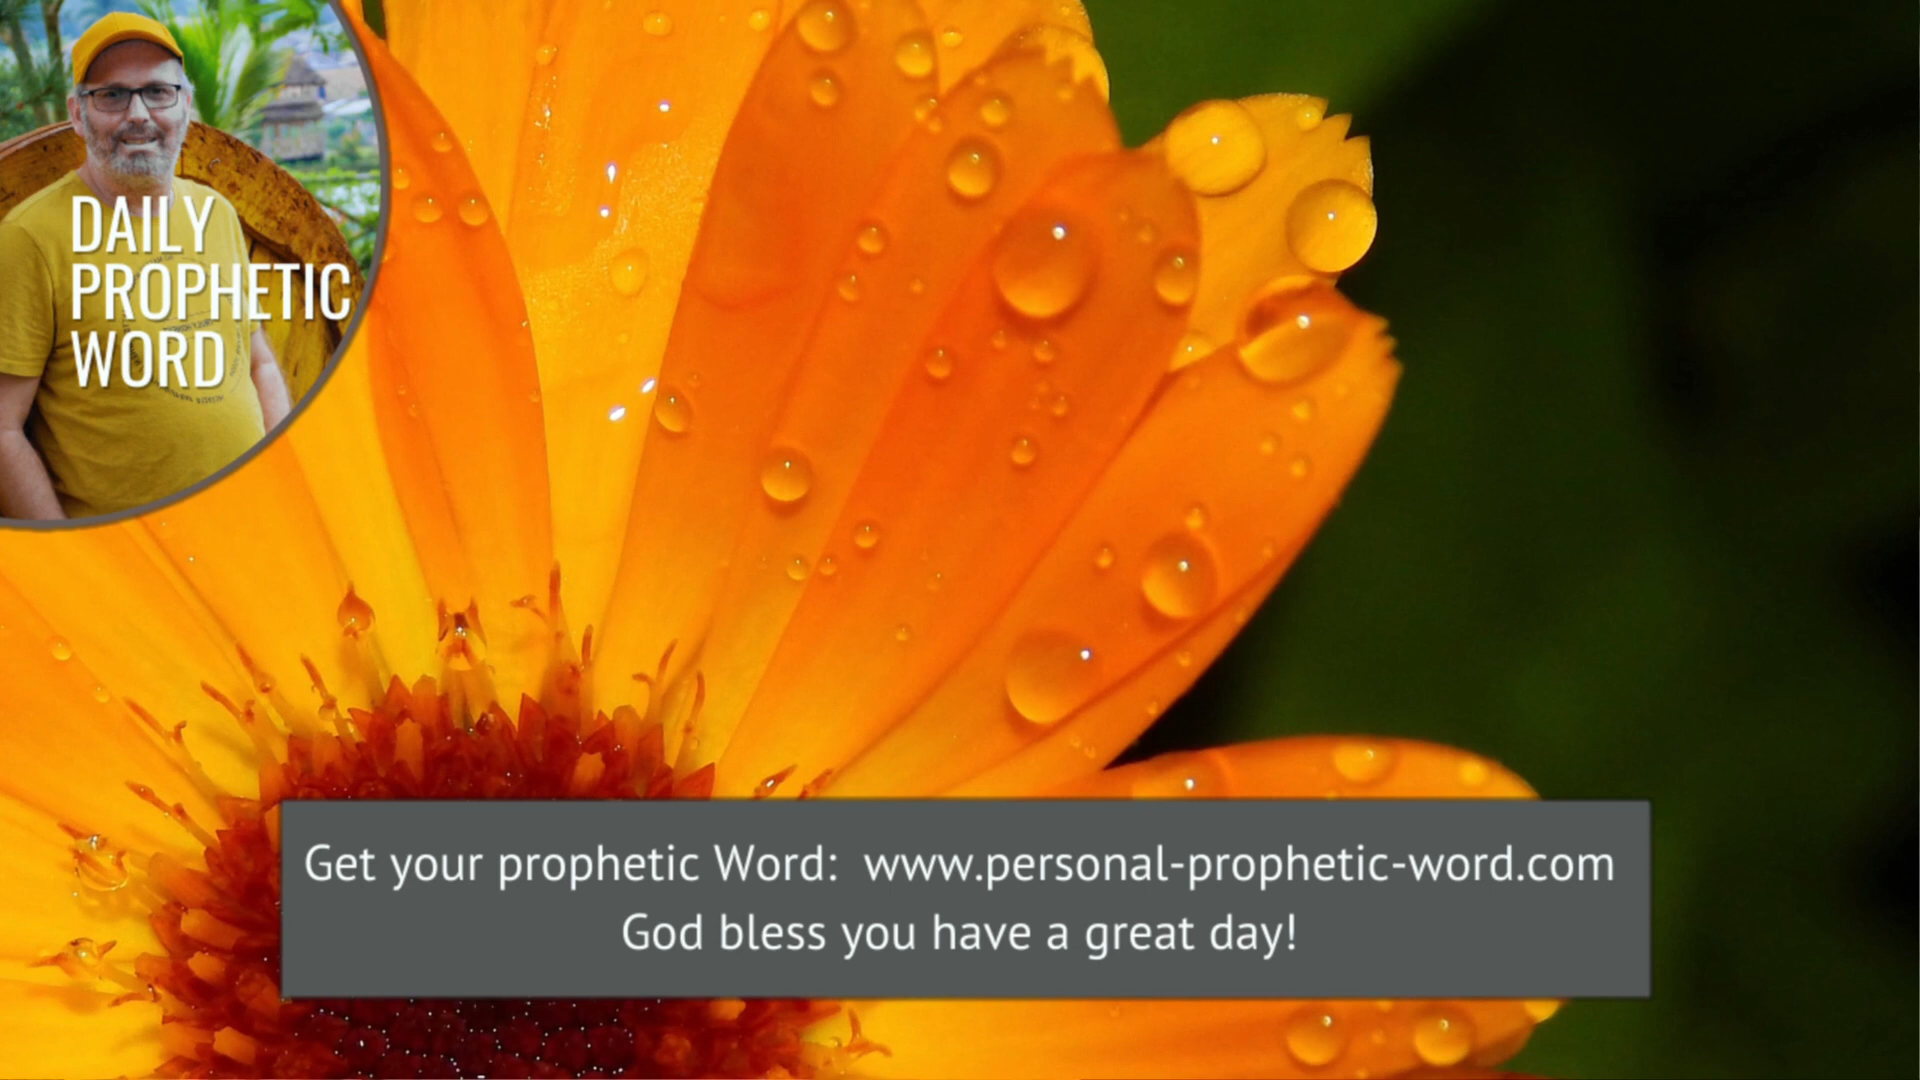 DAILY
PROPHETIC
WORD
Get your prophetic Word:  www.personal-prophetic-word.com
God bless you have a great day!